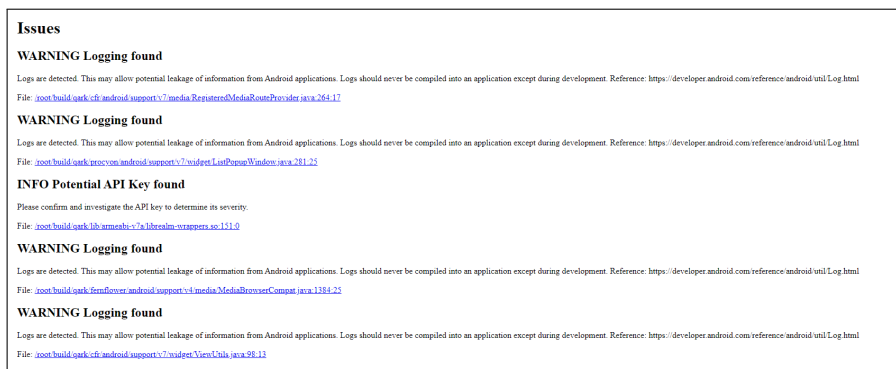 Issues
WARNING Logging found
Logs are detected. This may allow potential leakage of information from Android applications. Logs should never be compiled into an application except during development. Reference: https://developer.android.com/reference/android/util/Log.html
File: /root/build/qark/cfr/android/support/v7/media/RegisteredMediaRouteProvider.java:264:17
WARNING Logging found
Logs are detected. This may allow potential leakage of information from Android applications. Logs should never be compiled into an application except during development. Reference: https://developer.android.com/reference/android/util/Log.html
File: /root/build/qark/procyon/android/support/v7/widget/ListPopupWindow.java:281:25
INFO Potential API Key found
Please confirm and investigate the API key to determine its severity.
File: /root/build/qark/lib/armeabi-v7a/librealm-wrappers.so:151:0
WARNING Logging found
Logs are detected. This may allow potential leakage of information from Android applications. Logs should never be compiled into an application except during development. Reference: https://developer.android.com/reference/android/util/Log.html
File: /root/build/qark/fernflower/android/support/v4/media/MediaBrowserCompat.java:1384:25
WARNING Logging found
Logs are detected. This may allow potential leakage of information from Android applications. Logs should never be compiled into an application except during development. Reference: https://developer.android.com/reference/android/util/Log.html
File: /root/build/qark/cfr/android/support/v7/widget/ViewUtils.java:98:13